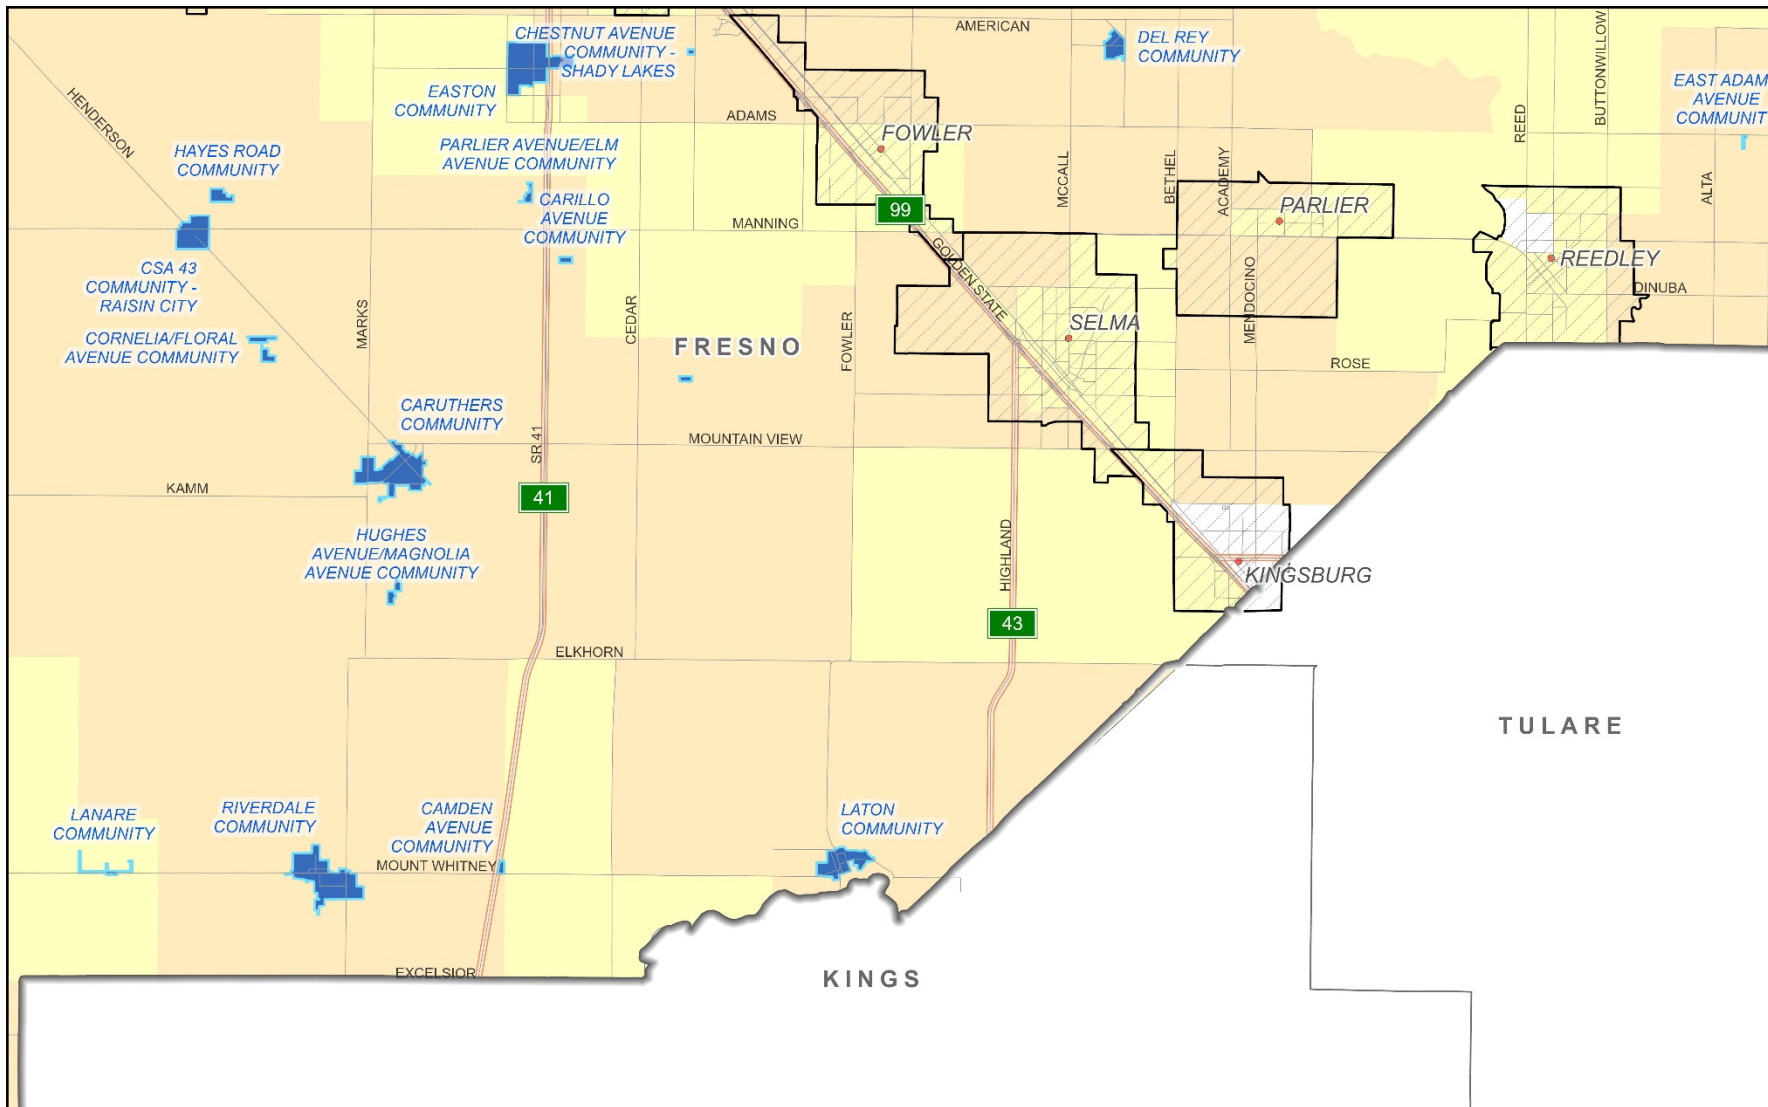 AMERICAN
CHESTNUT AVENUE
COMMUNITY -
SHADY LAKES
DEL REY
COMMUNITY
BUTTONWILLOW
EASTON
COMMUNITY
EAST ADAM
AVENUE
COMMUNIT
HENDERSON
ADAMS
FOWLER
REED
HAYES ROAD
COMMUNITY
PARLIER AVENUE/ELM
AVENUE COMMUNITY
MCCALL
BETHEL
ACADEMY
ALTA
CARILLO
AVENUE
COMMUNITY
99
MANNING
PARLIER
GOLDEN STATE
REEDLEY
CSA 43
COMMUNITY -
RAISIN CITY
DINUBA
MARKS
CEDAR
FOWLER
MENDOCINO
SELMA
CORNELIA/FLORAL
AVENUE COMMUNITY
FRESNO
ROSE
CARUTHERS
COMMUNITY
SR 41
MOUNTAIN VIEW
KAMM
41
HUGHES
AVENUE/MAGNOLIA
AVENUE COMMUNITY
HIGHLAND
KINGSBURG
43
ELKHORN
TULARE
LANARE
COMMUNITY
RIVERDALE
COMMUNITY
CAMDEN
AVENUE
COMMUNITY
LATON
COMMUNITY
MOUNT WHITNEY
EXCELSIOR
KINGS